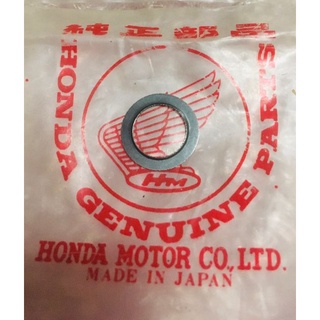 純正部品
HONDA GENUINE PARTS
HM
HONDA MOTOR CO., LTD.
MADE IN JAPAN